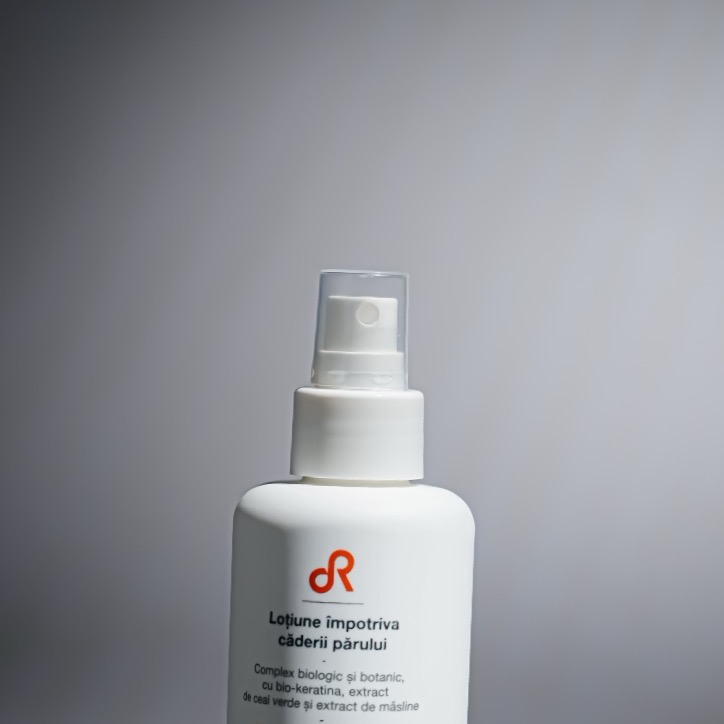 dR
Loțiune împotriva
căderii părului
-
Complex biologic și botanic,
cu bio-keratina, extract
de ceai verde și extract de măsline
-